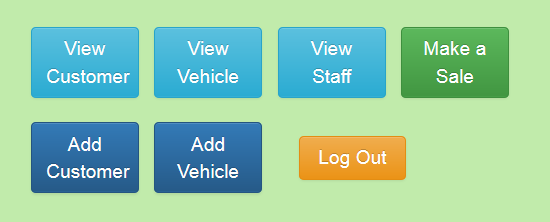 View
Customer
View
Vehicle
View
Staff
Make a
Sale
Add
Customer
Add
Vehicle
Log Out